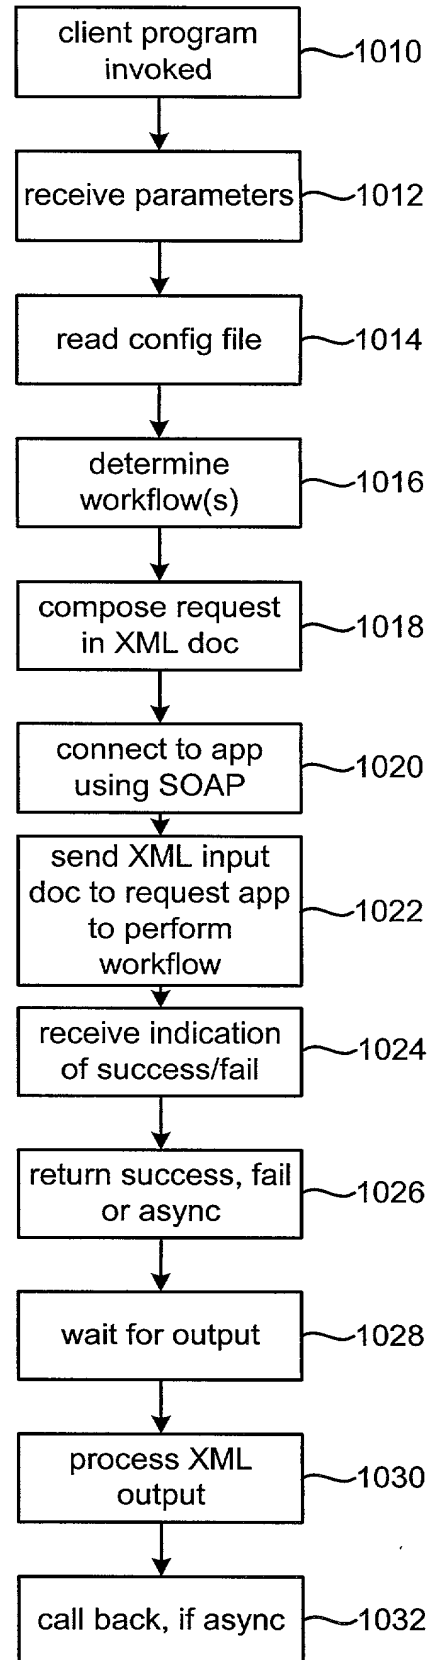 client program
invoked
1010
receive parameters
1012
read config file
1014
determine
workflow(s)
1016
compose request
in XML doc
1018
connect to app
using SOAP
1020
send XML input
doc to request app
to perform
workflow
1022
receive indication
of success/fail
1024
return success, fail
or async
1026
wait for output
1028
process XML
output
1030
call back, if async
1032